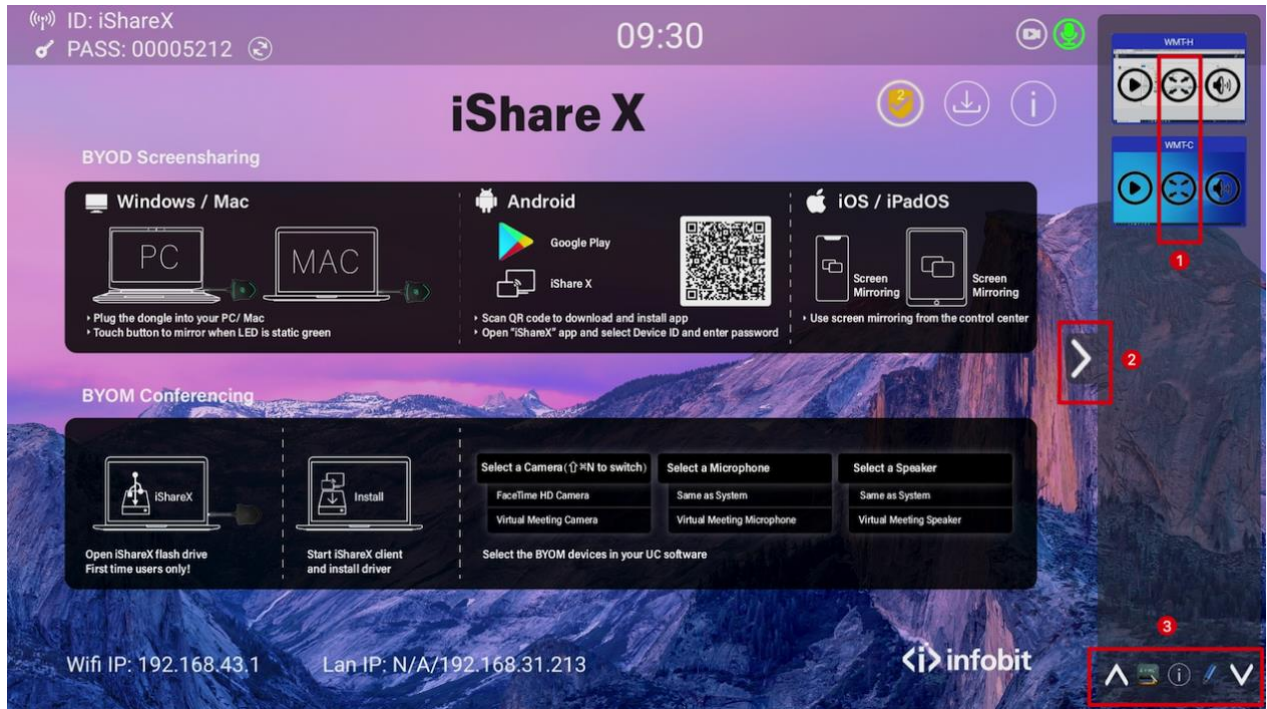 ID: iShareX
PASS: 00005212
09:30
iShare X
2
BYOD Screensharing
Windows / Mac
PC
MAC
‣ Plug the dongle into your PC/ Mac
‣ Touch button to mirror when LED is static green
Android
Google Play
iShare X
‣ Scan QR code to download and install app
‣ Open "iShareX" app and select Device ID and enter password
iOS / iPadOS
Screen
Mirroring
Screen
Mirroring
‣ Use screen mirroring from the control center
BYOM Conferencing
iShareX
Open iShareX flash drive
First time users only!
Install
Start iShareX client
and install driver
Select a Camera(⇧⌘N to switch)
FaceTime HD Camera
Virtual Meeting Camera
Select a Microphone
Same as System
Virtual Meeting Microphone
Select a Speaker
Same as System
Virtual Meeting Speaker
Select the BYOM devices in your UC software
Wifi IP: 192.168.43.1
Lan IP: N/A/192.168.31.213
<i> infobit
WMT-H
WMT-C
1
2
3